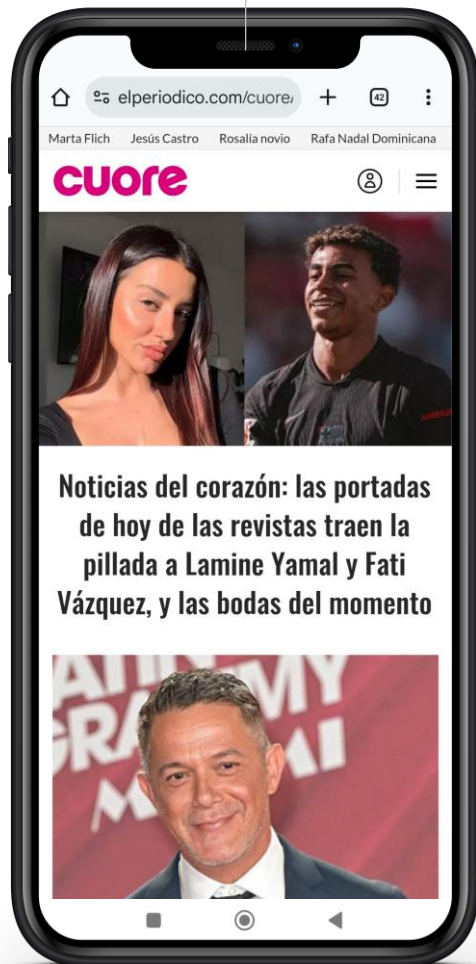 elperiodico.com/cuore/
42
Marta Flich Jesús Castro Rosalía novio Rafa Nadal Dominicana
cuore
Noticias del corazón: las portadas
de hoy de las revistas traen la
pillada a Lamine Yamal y Fati
Vázquez, y las bodas del momento